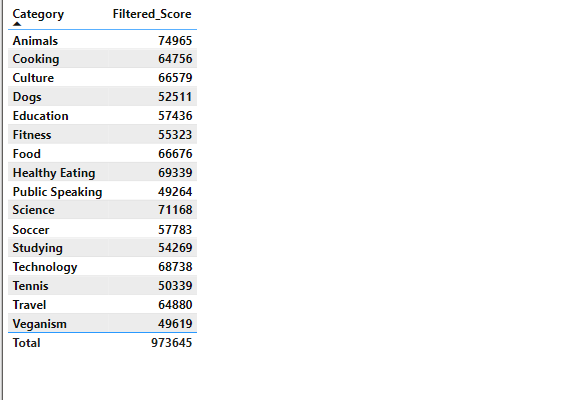 Category Filtered_Score
Animals 74965
Cooking 64756
Culture 66579
Dogs 52511
Education 57436
Fitness 55323
Food 66676
Healthy Eating 69339
Public Speaking 49264
Science 71168
Soccer 57783
Studying 54269
Technology 68738
Tennis 50339
Travel 64880
Veganism 49619
Total 973645